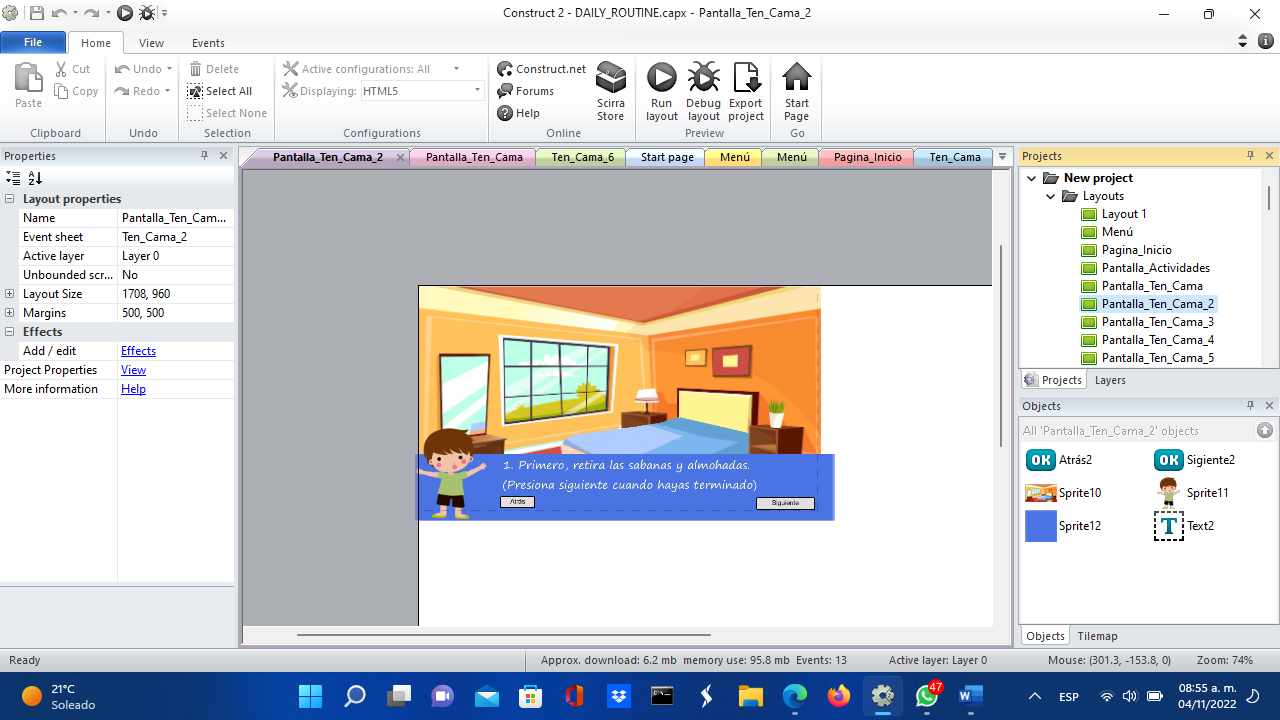 Construct 2 - DAILY_ROUTINE.capx - Pantalla_Ten_Cama_2
File Home View Events
Paste Cut Copy
Clipboard
Undo Redo
Undo
Delete
Select All
Select None
Selection
Active configurations: All
Displaying: HTML5
Configurations
Construct.net
Forums
Help
Scirra Store
Online
Run layout
Debug layout
Export project
Preview
Start Page
Go
Properties
Layout properties
Name Pantalla_Ten_Cam...
Event sheet Ten_Cama_2
Active layer Layer 0
Unbounded scr... No
Layout Size 1708, 960
Margins 500, 500
Effects
Add / edit Effects
Project Properties View
More information Help
Pantalla_Ten_Cama_2 Pantalla_Ten_Cama Ten_Cama_6 Start page Menú Menú Pagina_Inicio Ten_Cama
1. Primero, retira las sabanas y almohadas.
(Presiona siguiente cuando hayas terminado)
Atrás Siguiente
Projects
New project
Layouts
Layout 1
Menú
Pagina_Inicio
Pantalla_Actividades
Pantalla_Ten_Cama
Pantalla_Ten_Cama_2
Pantalla_Ten_Cama_3
Pantalla_Ten_Cama_4
Pantalla_Ten_Cama_5
Projects Layers
Objects
All 'Pantalla_Ten_Cama_2' objects
OK Atrás2 OK Sigiente2
Sprite10 Sprite11
Sprite12 T Text2
Objects Tilemap
Ready Approx. download: 6.2 mb memory use: 95.8 mb Events: 13 Active layer: Layer 0 Mouse: (301.3, -153.8, 0) Zoom: 74%
21°C
Soleado
47
ESP
08:55 a. m.
04/11/2022